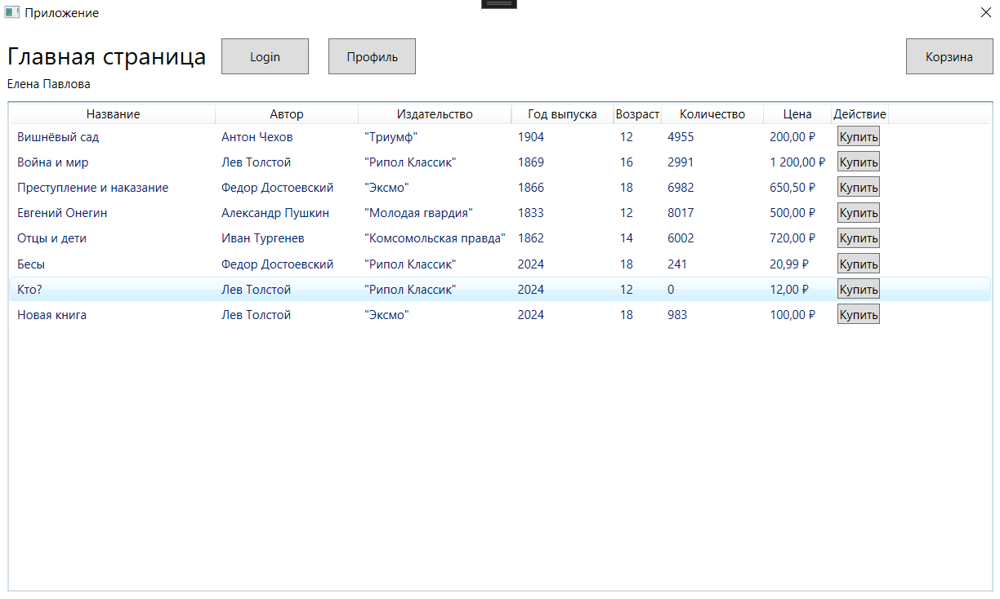 Приложение
Главная страница Login Профиль Корзина
Елена Павлова
Название Автор Издательство Год выпуска Возраст Количество Цена Действие
Вишнёвый сад Антон Чехов "Триумф" 1904 12 4955 200,00 ₽ Купить
Война и мир Лев Толстой "Рипол Классик" 1869 16 2991 1 200,00 ₽ Купить
Преступление и наказание Федор Достоевский "Эксмо" 1866 18 6982 650,50 ₽ Купить
Евгений Онегин Александр Пушкин "Молодая гвардия" 1833 12 8017 500,00 ₽ Купить
Отцы и дети Иван Тургенев "Комсомольская правда" 1862 14 6002 720,00 ₽ Купить
Бесы Федор Достоевский "Рипол Классик" 2024 18 241 20,99 ₽ Купить
Кто? Лев Толстой "Рипол Классик" 2024 12 0 12,00 ₽ Купить
Новая книга Лев Толстой "Эксмо" 2024 18 983 100,00 ₽ Купить